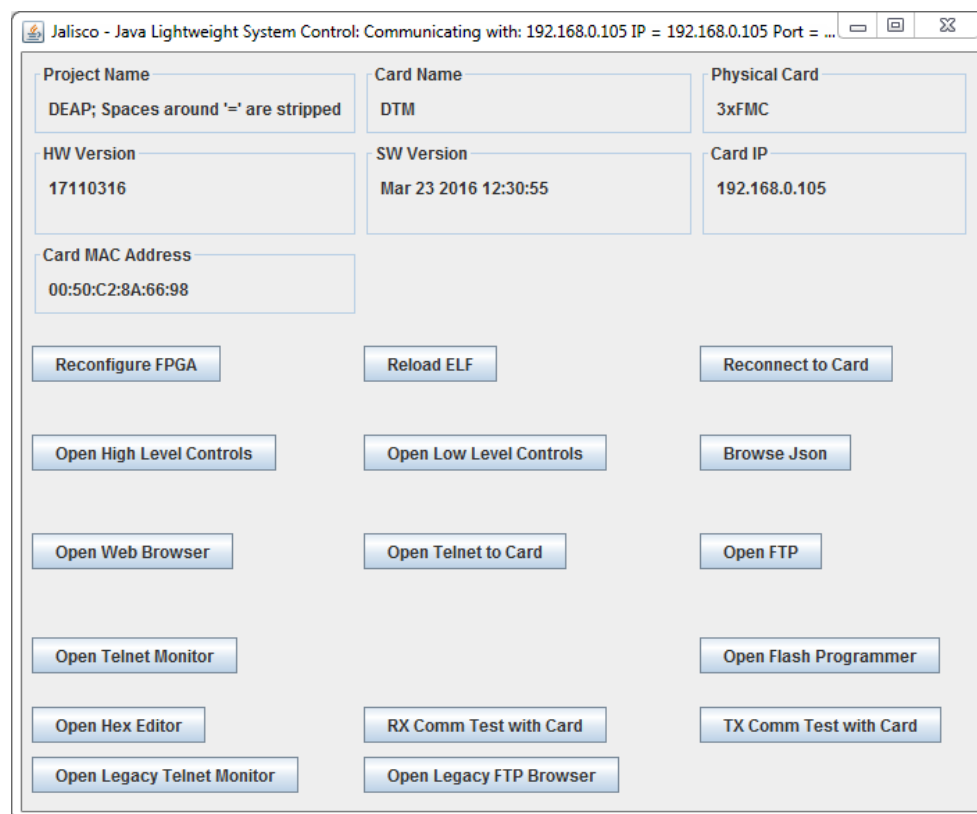 Jalisco - Java Lightweight System Control: Communicating with: 192.168.0.105 IP = 192.168.0.105 Port = ...
Project Name
DEAP; Spaces around '=' are stripped
Card Name
DTM
Physical Card
3xFMC
HW Version
17110316
SW Version
Mar 23 2016 12:30:55
Card IP
192.168.0.105
Card MAC Address
00:50:C2:8A:66:98
Reconfigure FPGA
Reload ELF
Reconnect to Card
Open High Level Controls
Open Low Level Controls
Browse Json
Open Web Browser
Open Telnet to Card
Open FTP
Open Telnet Monitor
Open Flash Programmer
Open Hex Editor
RX Comm Test with Card
TX Comm Test with Card
Open Legacy Telnet Monitor
Open Legacy FTP Browser